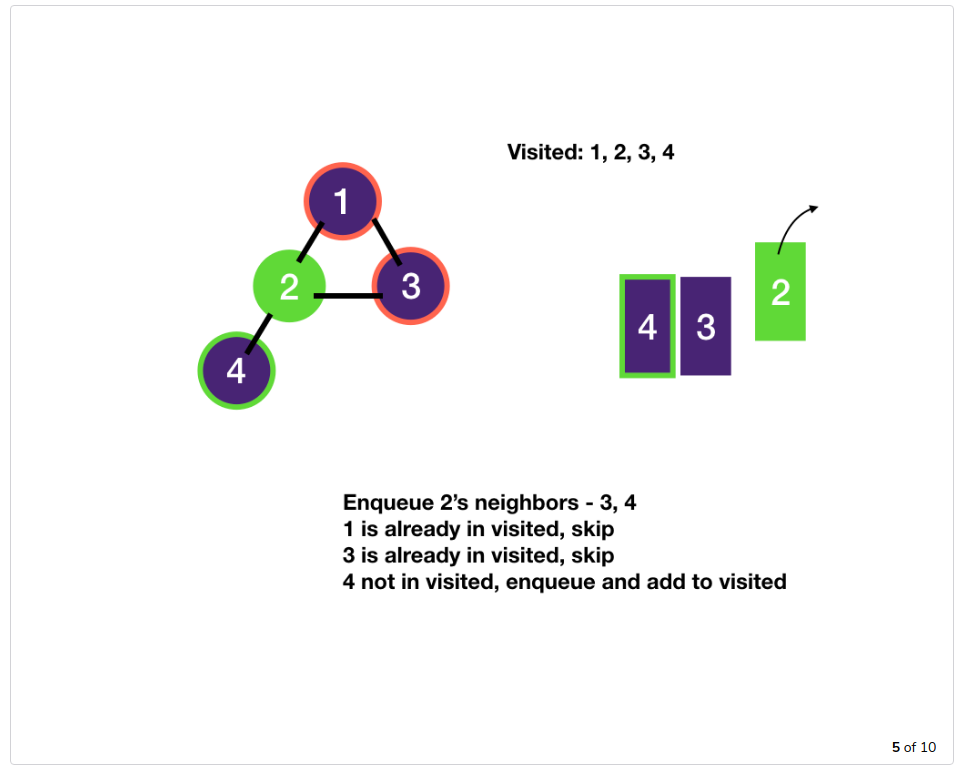 Visited: 1, 2, 3, 4
1
2
3
4
4
3
2
Enqueue 2’s neighbors - 3, 4
1 is already in visited, skip
3 is already in visited, skip
4 not in visited, enqueue and add to visited
5 of 10